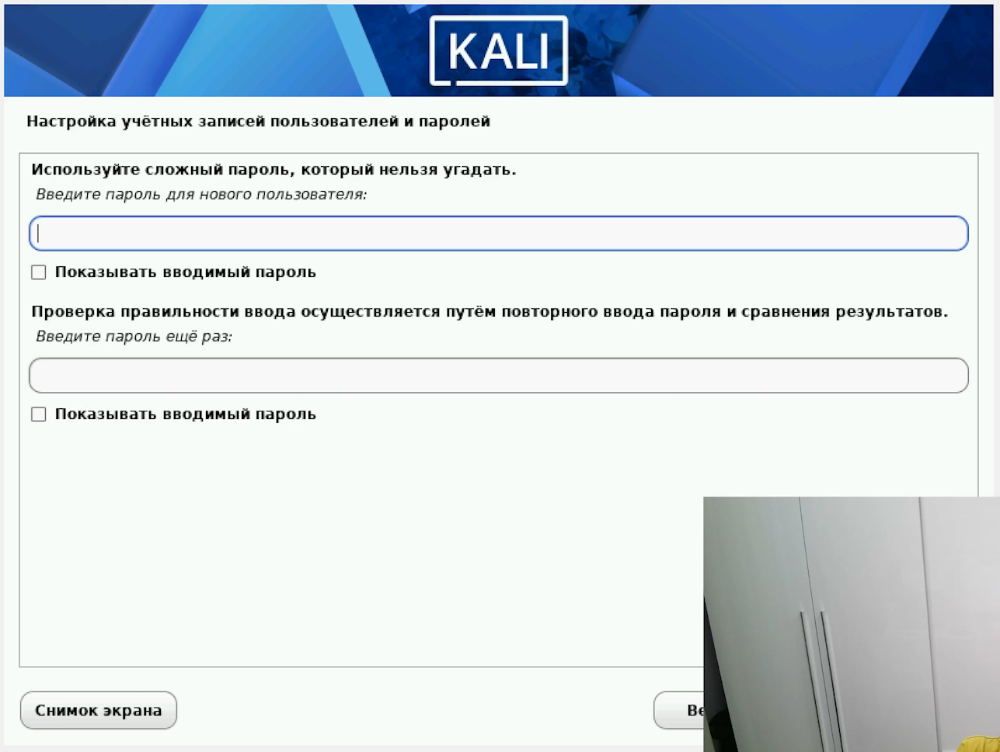 KALI
Настройка учётных записей пользователей и паролей
Используйте сложный пароль, который нельзя угадать.
Введите пароль для нового пользователя:
Показывать вводимый пароль
Проверка правильности ввода осуществляется путём повторного ввода пароля и сравнения результатов.
Введите пароль ещё раз:
Показывать вводимый пароль
Снимок экрана